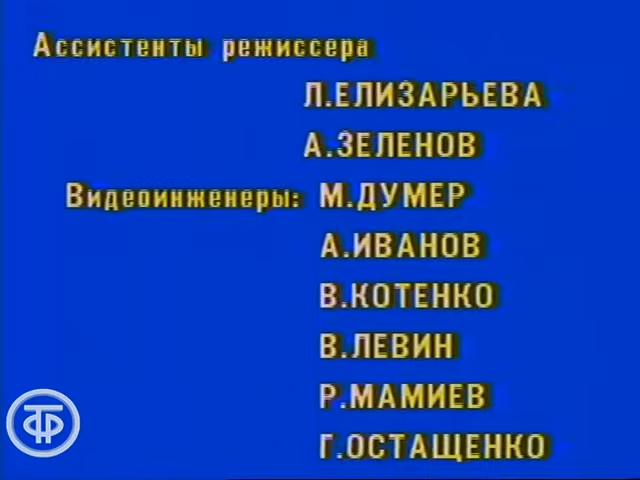 Ассистенты режиссера
Л.ЕЛИЗАРЬЕВА
А.ЗЕЛЕНОВ
Видеоинженеры: М.ДУМЕР
А.ИВАНОВ
В.КОТЕНКО
В.ЛЕВИН
Р.МАМИЕВ
Г.ОСТАЩЕНКО